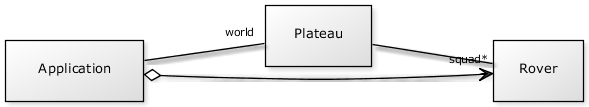 world
Plateau
Application
squad*
Rover